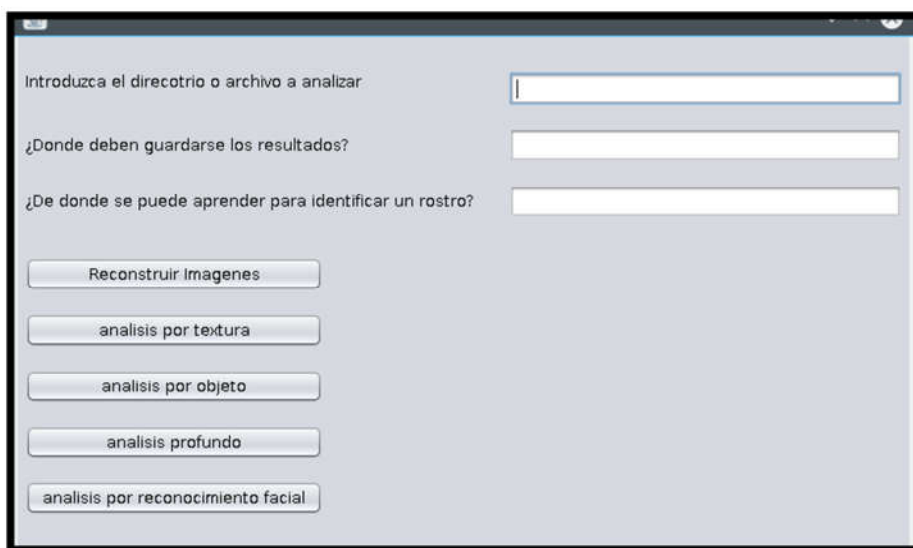 Introduzca el direcotrio o archivo a analizar
¿Donde deben guardarse los resultados?
¿De donde se puede aprender para identificar un rostro?
Reconstruir Imagenes
analisis por textura
analisis por objeto
analisis profundo
analisis por reconocimiento facial